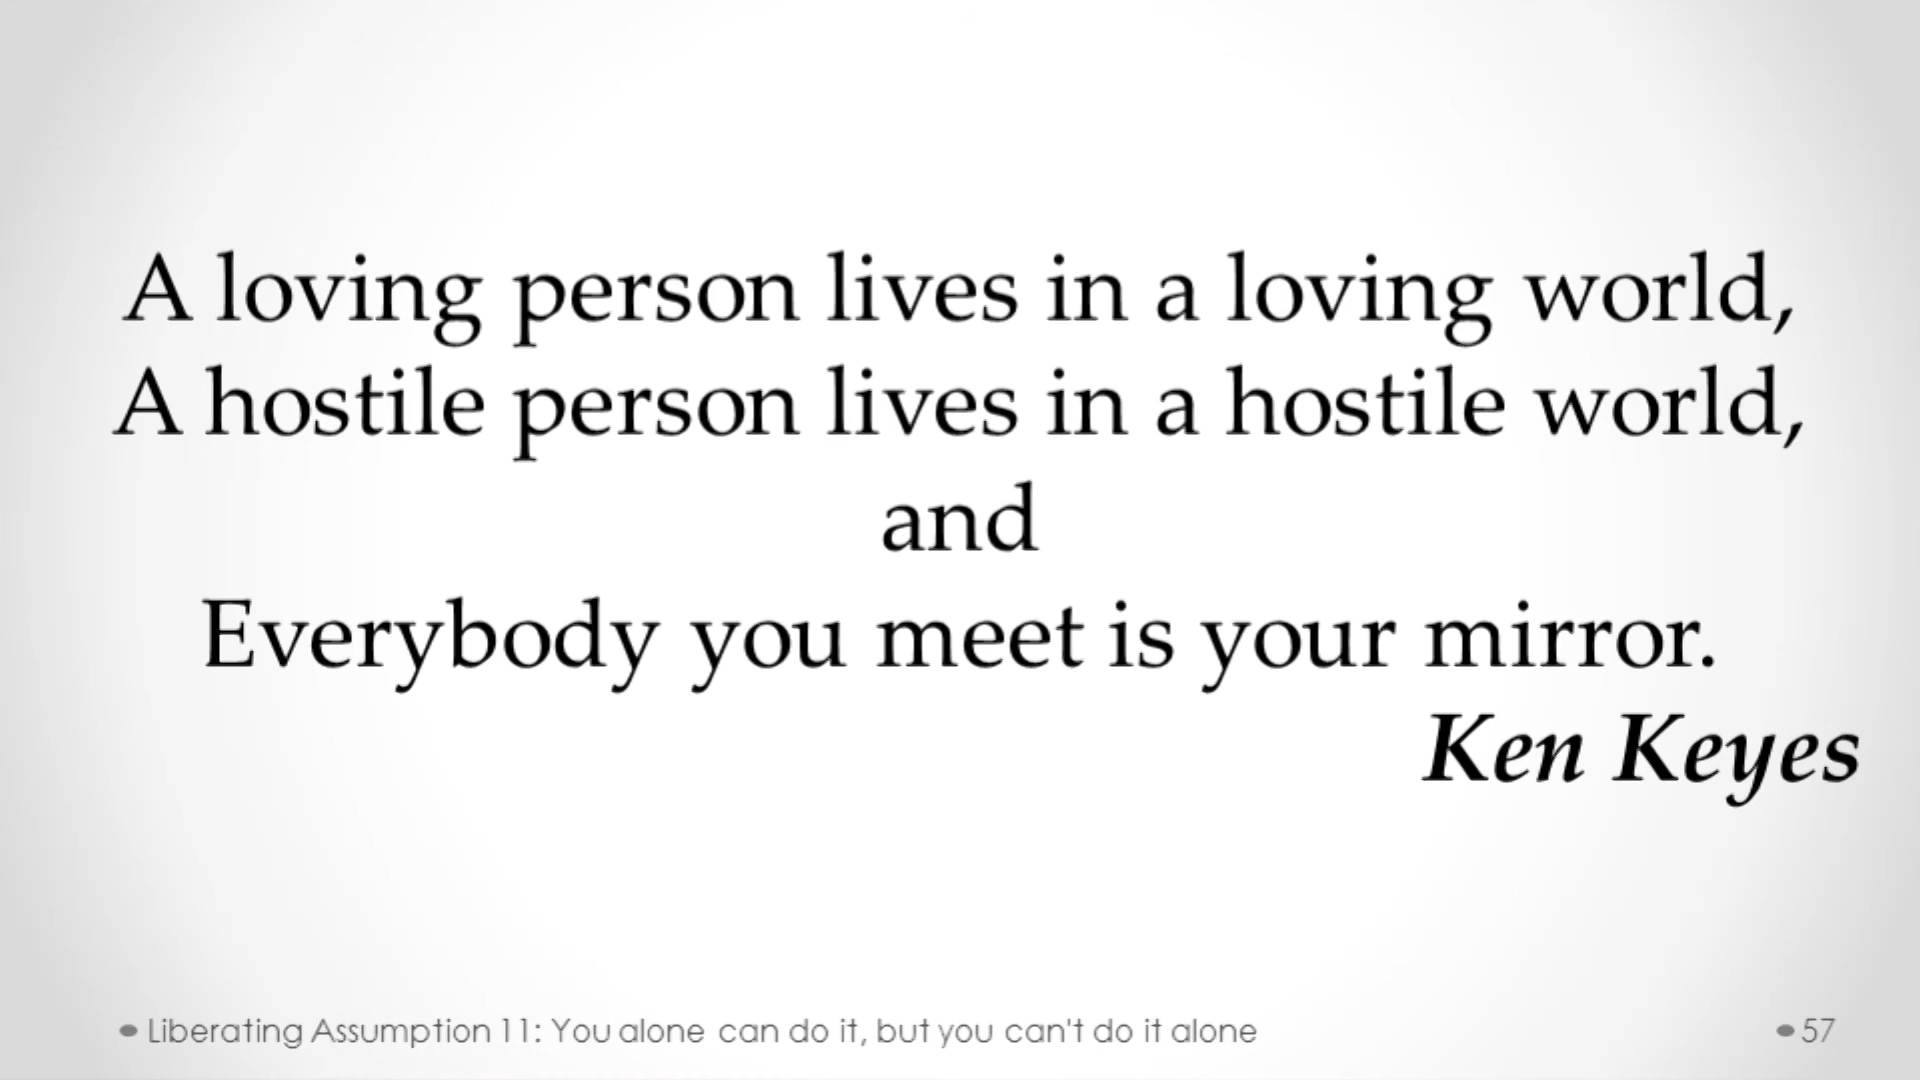 A loving person lives in a loving world,
A hostile person lives in a hostile world,
and
Everybody you meet is your mirror.
Ken Keyes
• Liberating Assumption 11: You alone can do it, but you can't do it alone
• 57